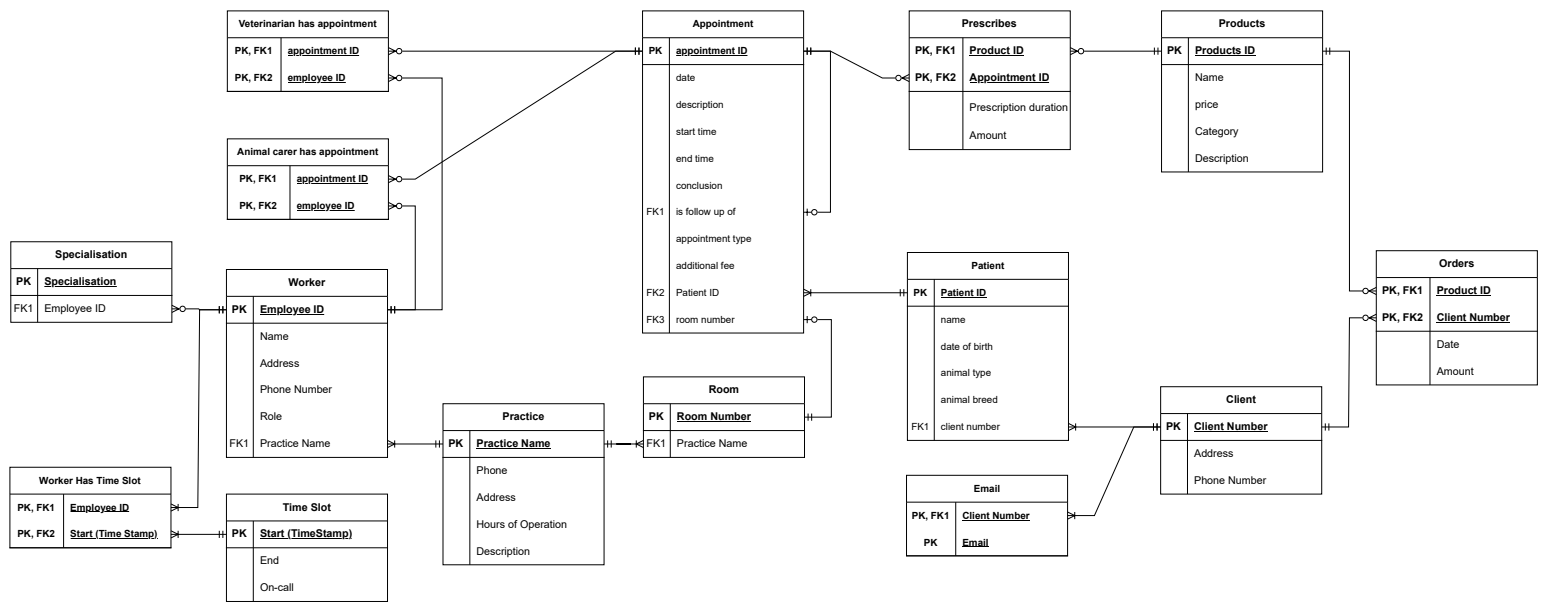 Veterinarian has appointment
PK, FK1 appointment ID
PK, FK2 employee ID
Animal carer has appointment
PK, FK1 appointment ID
PK, FK2 employee ID
Appointment
PK appointment ID
date
description
start time
end time
conclusion
FK1 is follow up of
appointment type
additional fee
FK2 Patient ID
FK3 room number
Prescribes
PK, FK1 Product ID
PK, FK2 Appointment ID
Prescription duration
Amount
Products
PK Products ID
Name
price
Category
Description
Specialisation
PK Specialisation
FK1 Employee ID
Worker
PK Employee ID
Name
Address
Phone Number
Role
FK1 Practice Name
Patient
PK Patient ID
name
date of birth
animal type
animal breed
FK1 client number
Orders
PK, FK1 Product ID
PK, FK2 Client Number
Date
Amount
Practice
PK Practice Name
Phone
Address
Hours of Operation
Description
Room
PK Room Number
FK1 Practice Name
Client
PK Client Number
Address
Phone Number
Worker Has Time Slot
PK, FK1 Employee ID
PK, FK2 Start (Time Stamp)
Time Slot
PK Start (TimeStamp)
End
On-call
Email
PK, FK1 Client Number
PK Email